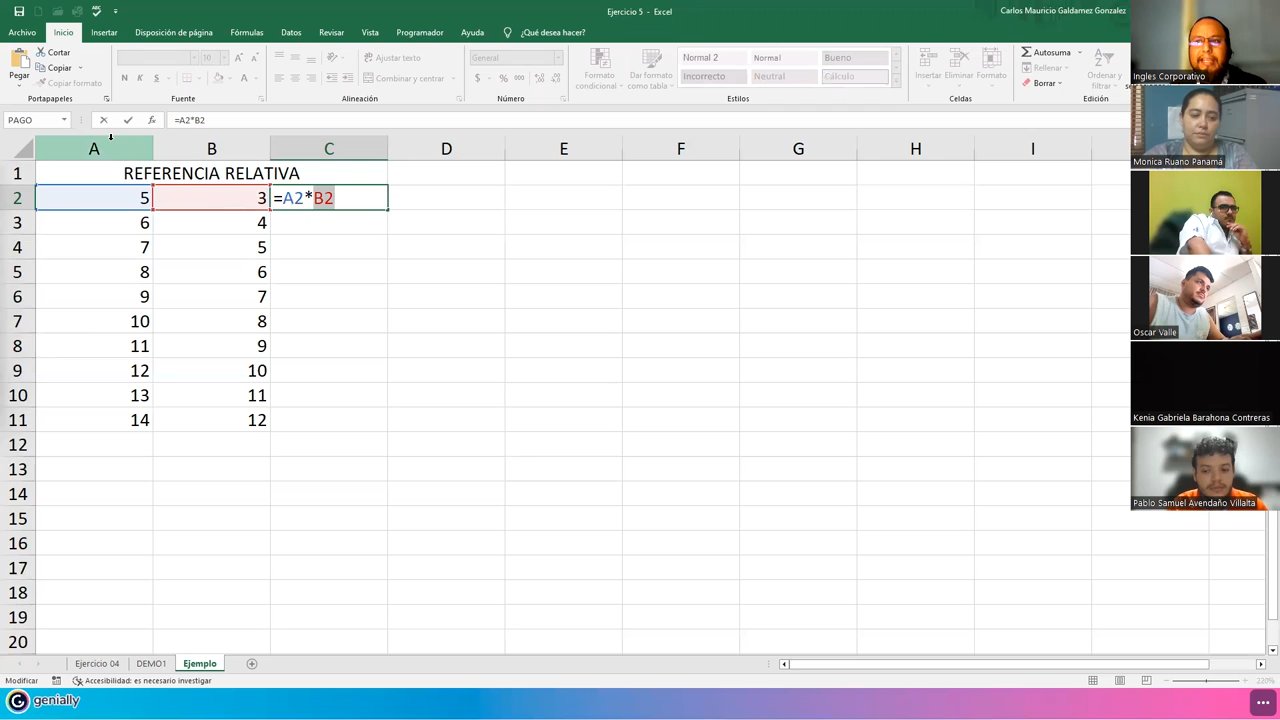 Ejercicio 5 - Excel
Carlos Mauricio Galdamez Gonzalez
Archivo Inicio Insertar Disposición de página Fórmulas Datos Revisar Vista Programador Ayuda ¿Qué desea hacer?
Pegar
Cortar
Copiar
Copiar formato
Portapapeles
10
N K S
Fuente
Ajustar texto
Combinar y centrar
Alineación
General
$ % 000
Número
Formato condicional
Dar formato como tabla
Normal 2 Normal Bueno
Incorrecto Neutral Cálculo
Estilos
Insertar Eliminar Formato
Celdas
Autosuma
Rellenar
Borrar
Ordenar y
Edición
PAGO fx =A2*B2
A B C D E F G H I
1 REFERENCIA RELATIVA
2 5 3 =A2*B2
3 6 4
4 7 5
5 8 6
6 9 7
7 10 8
8 11 9
9 12 10
10 13 11
11 14 12
12
13
14
15
16
17
18
19
20
Ejercicio 04 DEMO1 Ejemplo
Modificar Accesibilidad: es necesario investigar 220%
genially
Ingles Corporativo
Monica Ruano Panamá
Oscar Valle
Kenia Gabriela Barahona Contreras
Pablo Samuel Avendaño Villalta